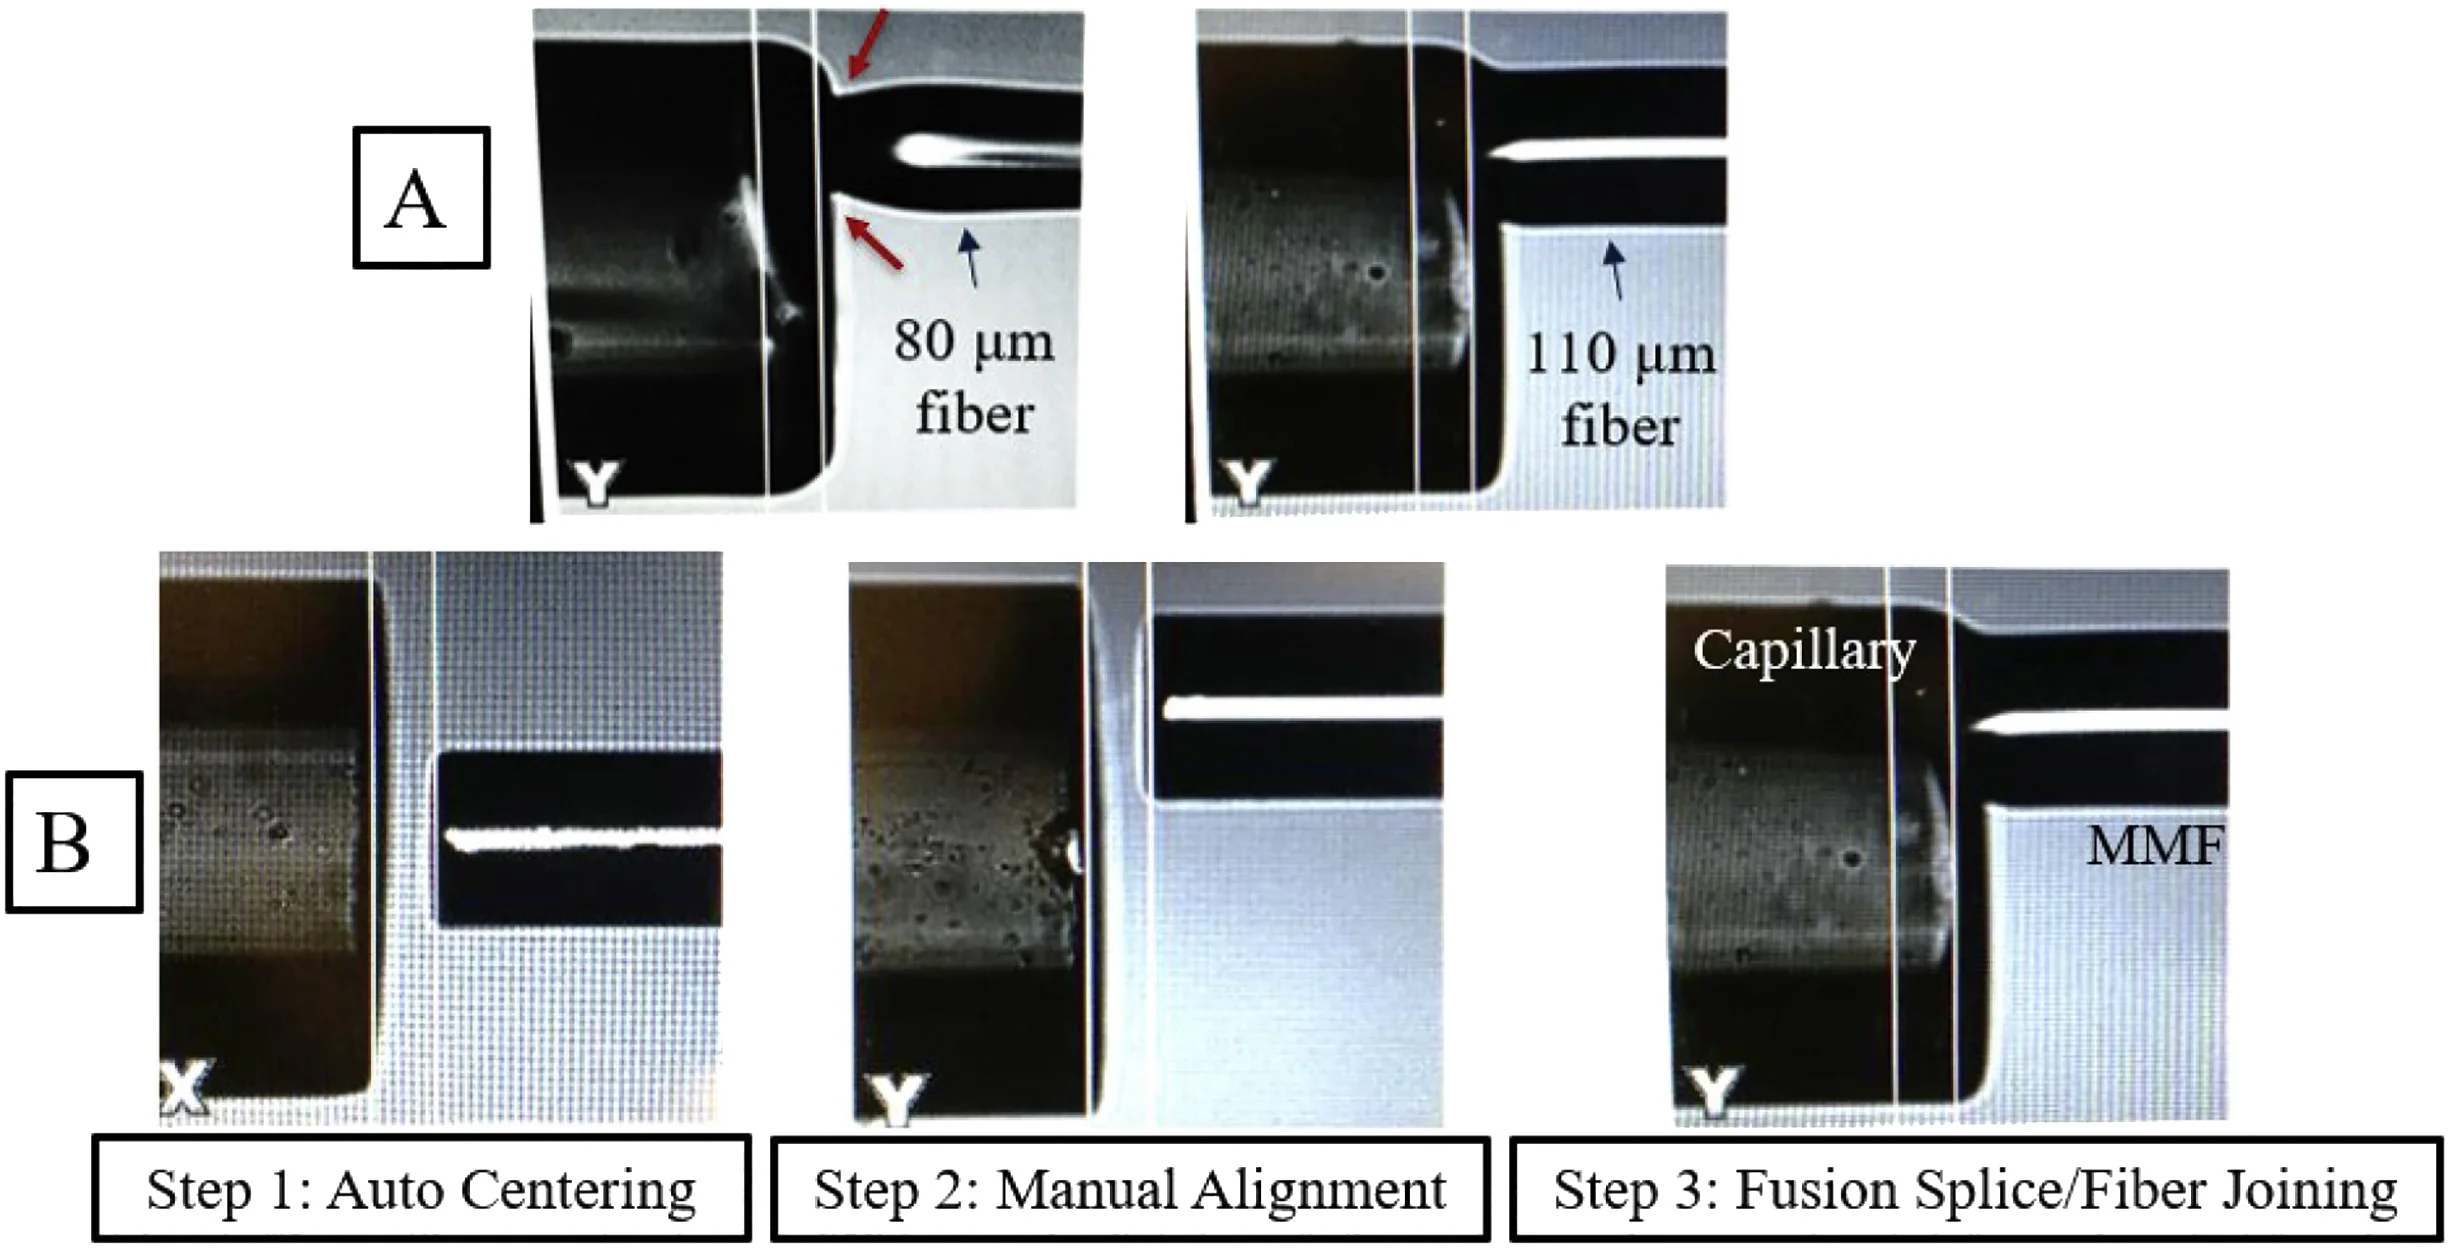 A
80 μm
fiber
Y
110 μm
fiber
Y
B
X
Y
Capillary
MMF
Y
Step 1: Auto Centering
Step 2: Manual Alignment
Step 3: Fusion Splice/Fiber Joining